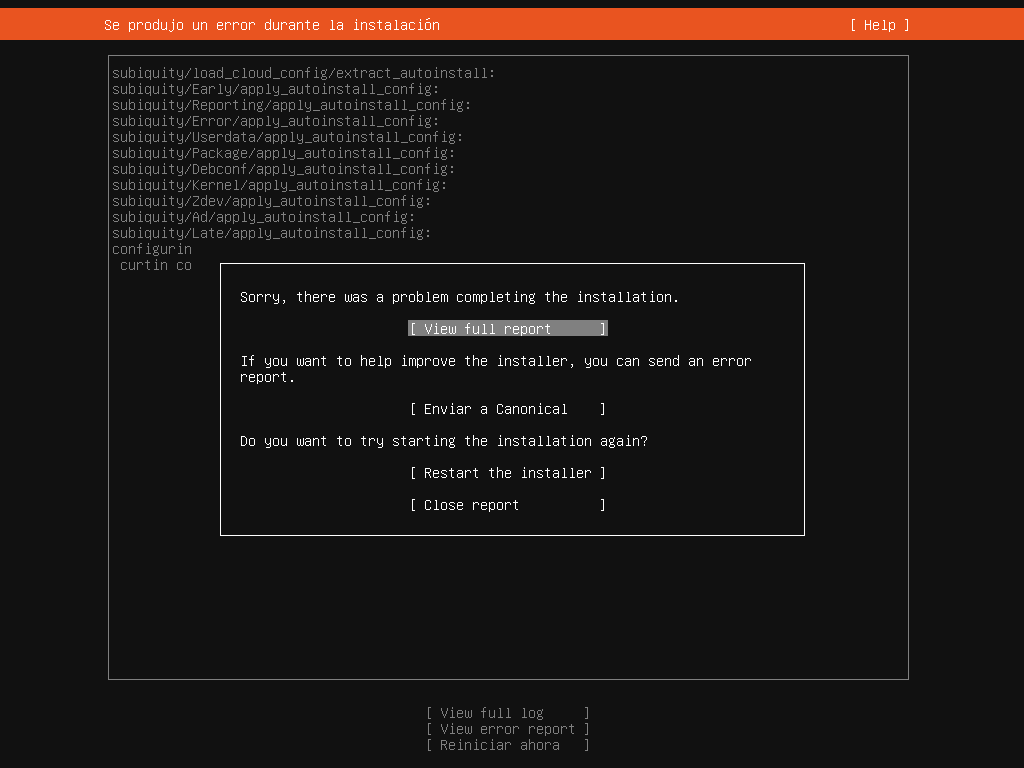 Se produjo un error durante la instalación [ Help ]
subiquity/load_cloud_config/extract_autoinstall:
subiquity/Early/apply_autoinstall_config:
subiquity/Reporting/apply_autoinstall_config:
subiquity/Error/apply_autoinstall_config:
subiquity/Userdata/apply_autoinstall_config:
subiquity/Package/apply_autoinstall_config:
subiquity/Debconf/apply_autoinstall_config:
subiquity/Kernel/apply_autoinstall_config:
subiquity/Zdev/apply_autoinstall_config:
subiquity/Ad/apply_autoinstall_config:
subiquity/Late/apply_autoinstall_config:
configurin
curtin co
Sorry, there was a problem completing the installation.
[ View full report ]
If you want to help improve the installer, you can send an error
report.
[ Enviar a Canonical ]
Do you want to try starting the installation again?
[ Restart the installer ]
[ Close report ]
[ View full log ]
[ View error report ]
[ Reiniciar ahora ]